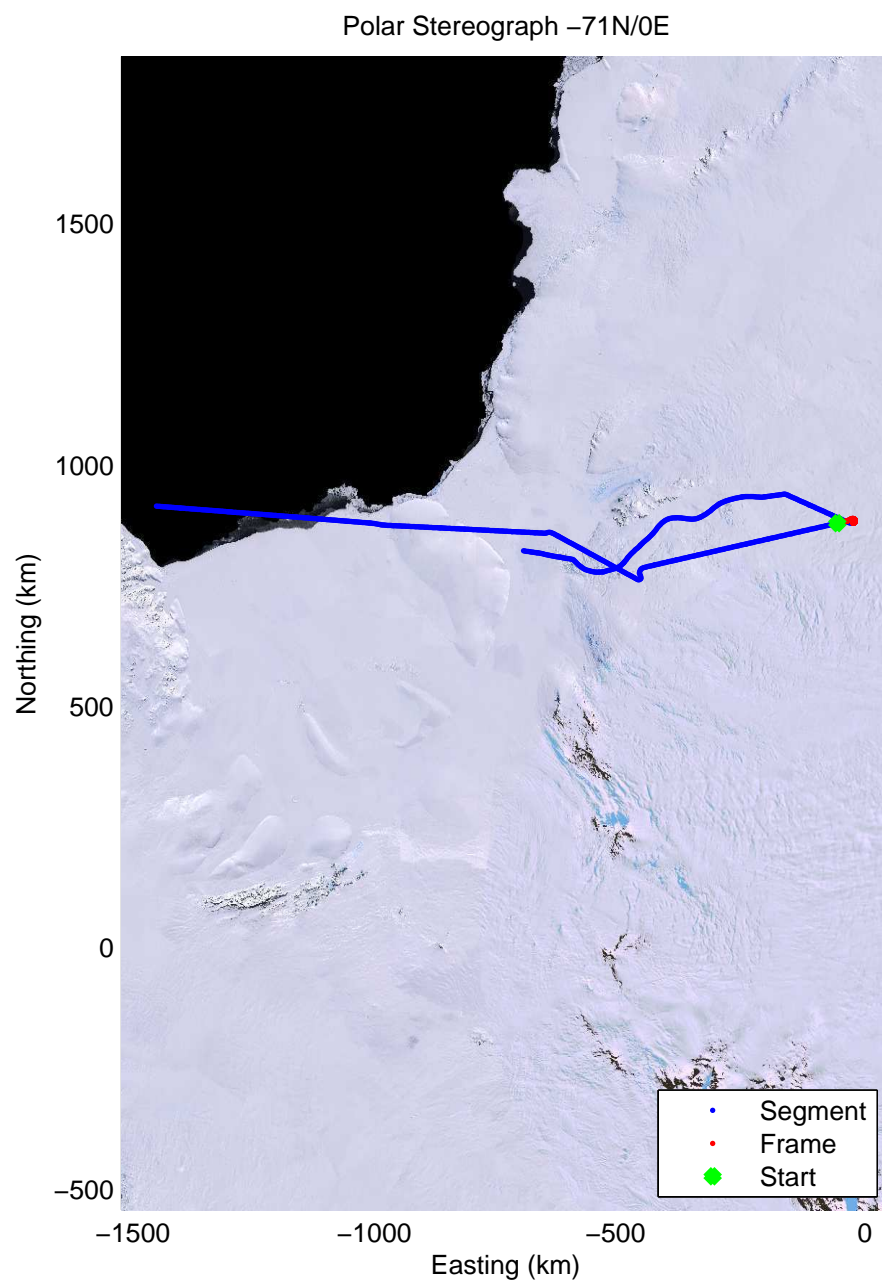 Polar Stereograph −71N/0E
1500
1000
500
0
−500
Northing (km)
−1500
−1000
−500
0
Easting (km)
Segment
Frame
Start